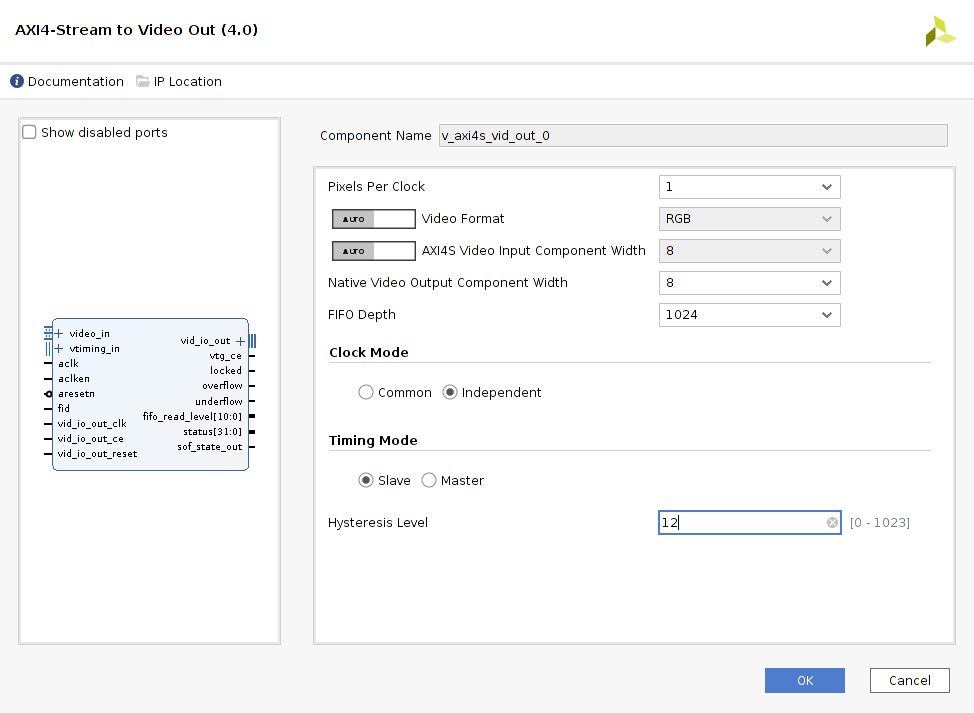 AXI4-Stream to Video Out (4.0)
Documentation IP Location
Show disabled ports
video_in
vtiming_in
aclk
aclken
aresetn
fid
vid_io_out_clk
vid_io_out_ce
vid_io_out_reset
vid_io_out
vtg_ce
locked
overflow
underflow
fifo_read_level[10:0]
status[31:0]
sof_state_out
Component Name v_axi4s_vid_out_0
Pixels Per Clock 1
AUTO Video Format RGB
AUTO AXI4S Video Input Component Width 8
Native Video Output Component Width 8
FIFO Depth 1024
Clock Mode
Common Independent
Timing Mode
Slave Master
Hysteresis Level 12 [0 - 1023]
OK Cancel